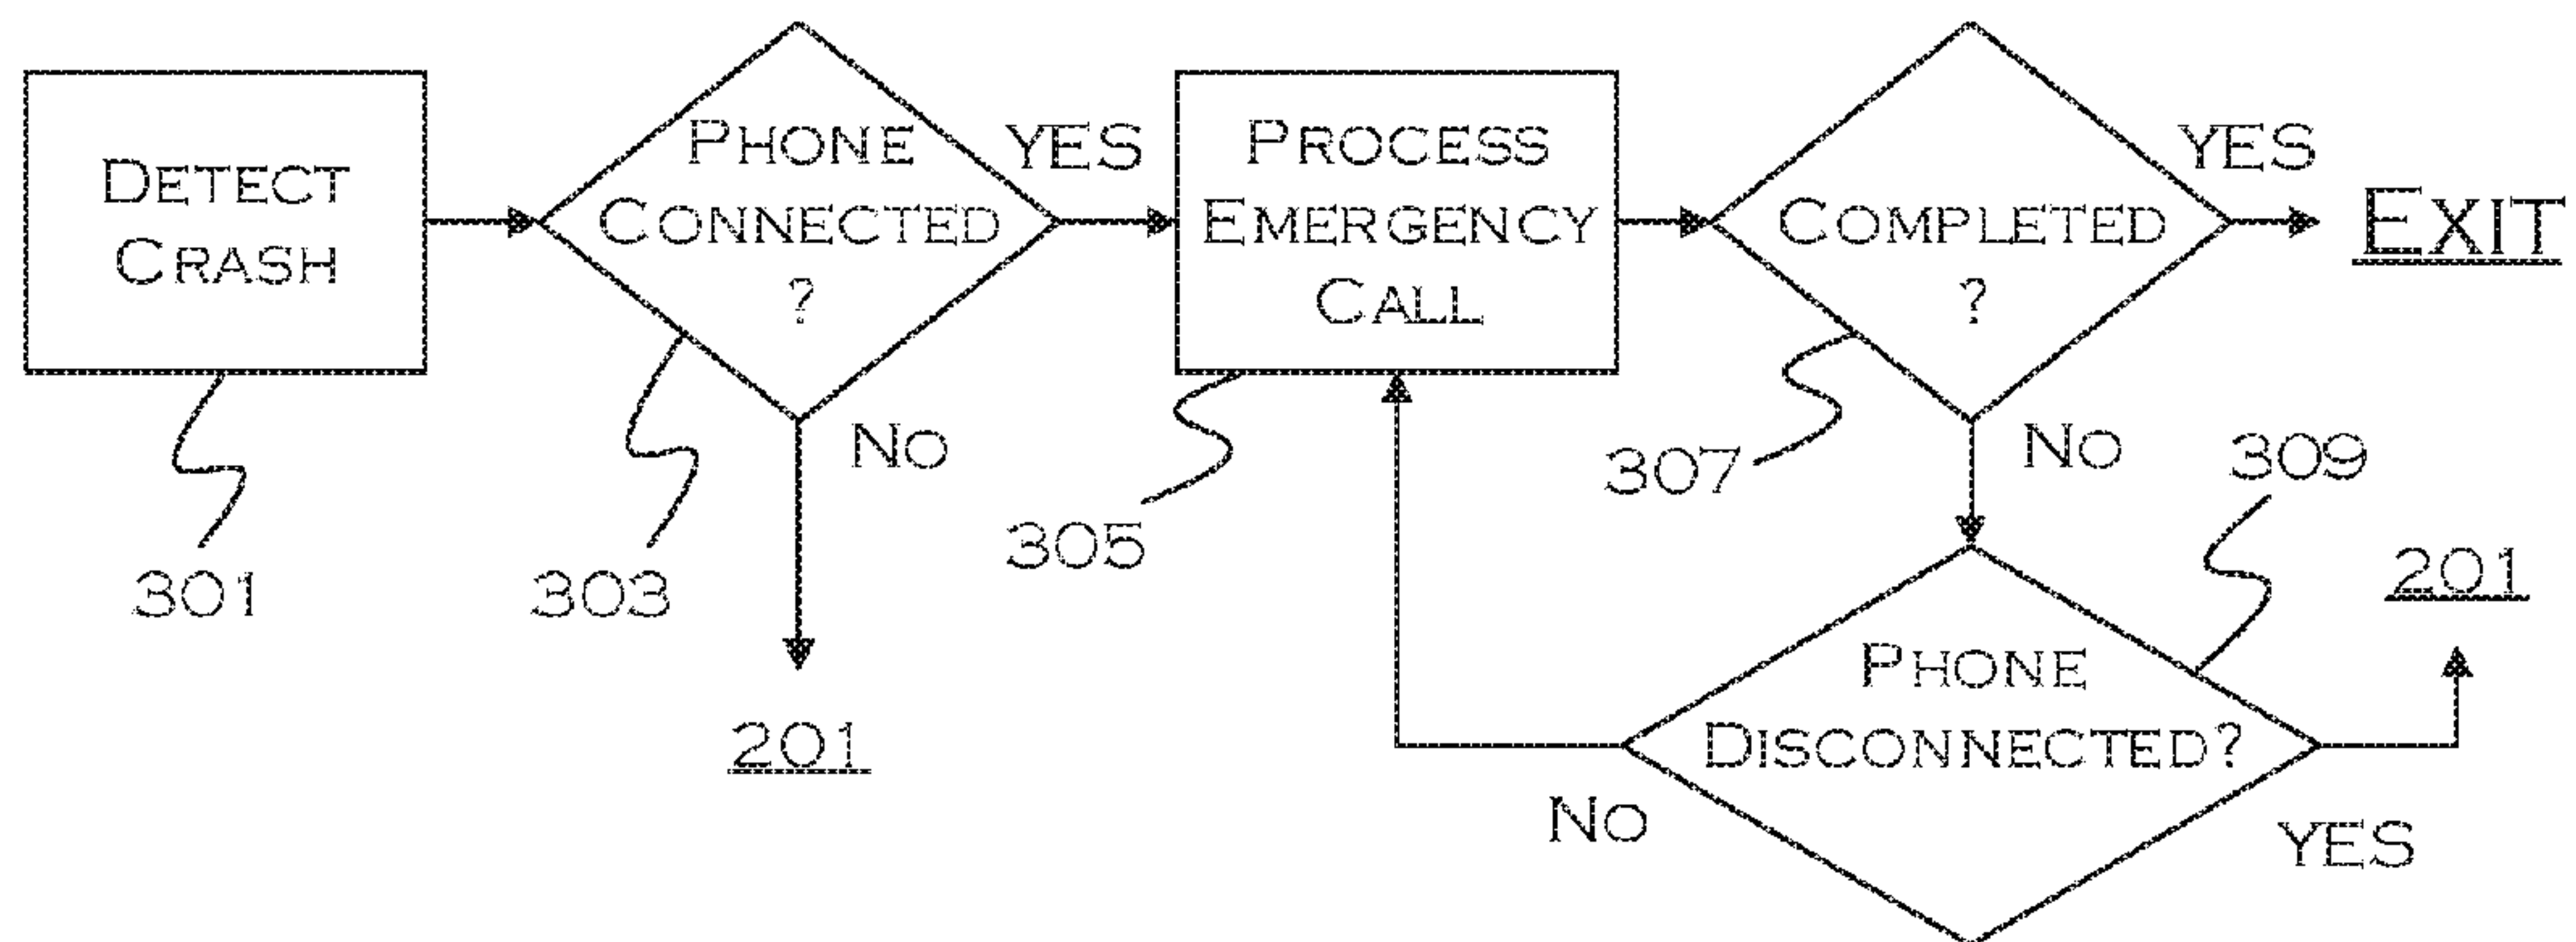 DETECT
CRASH
301
PHONE
CONNECTED
?
303
YES
NO
201
PROCESS
EMERGENCY
CALL
305
COMPLETED
?
307
YES
EXIT
NO
309
PHONE
DISCONNECTED?
NO
YES
201